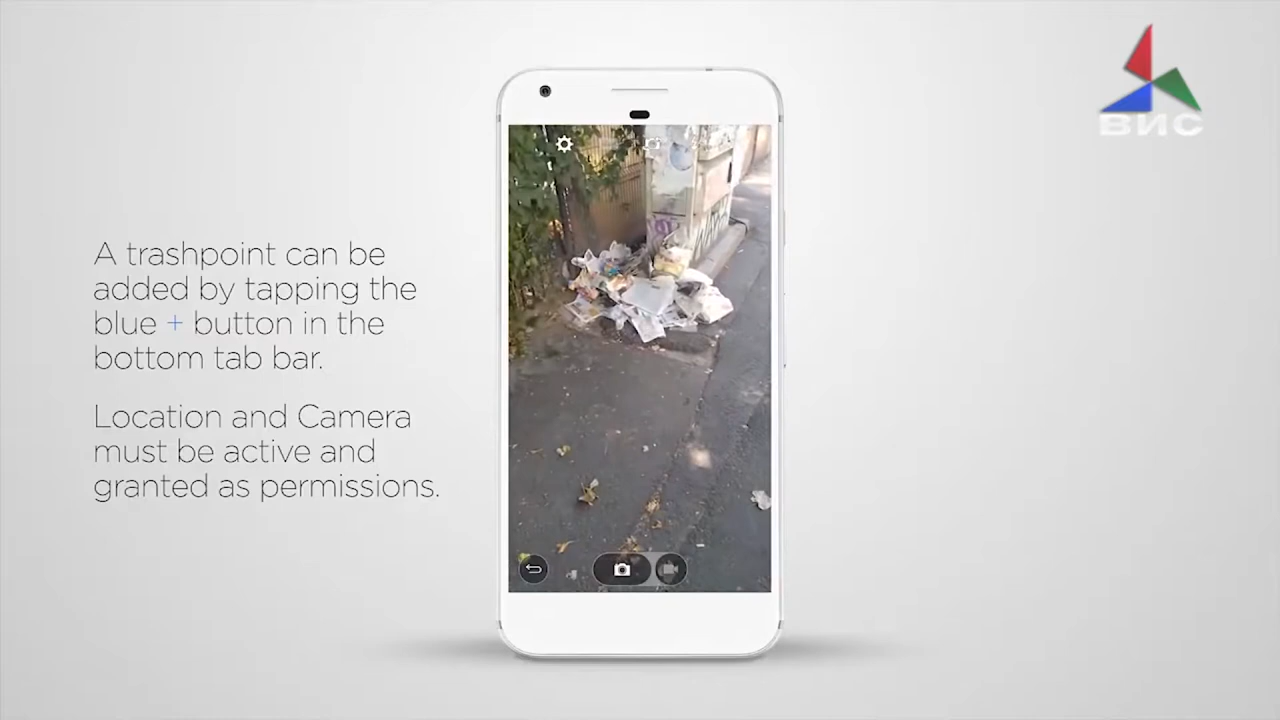 A trashpoint can be
added by tapping the
blue + button in the
bottom tab bar.
Location and Camera
must be active and
granted as permissions.
ВИС